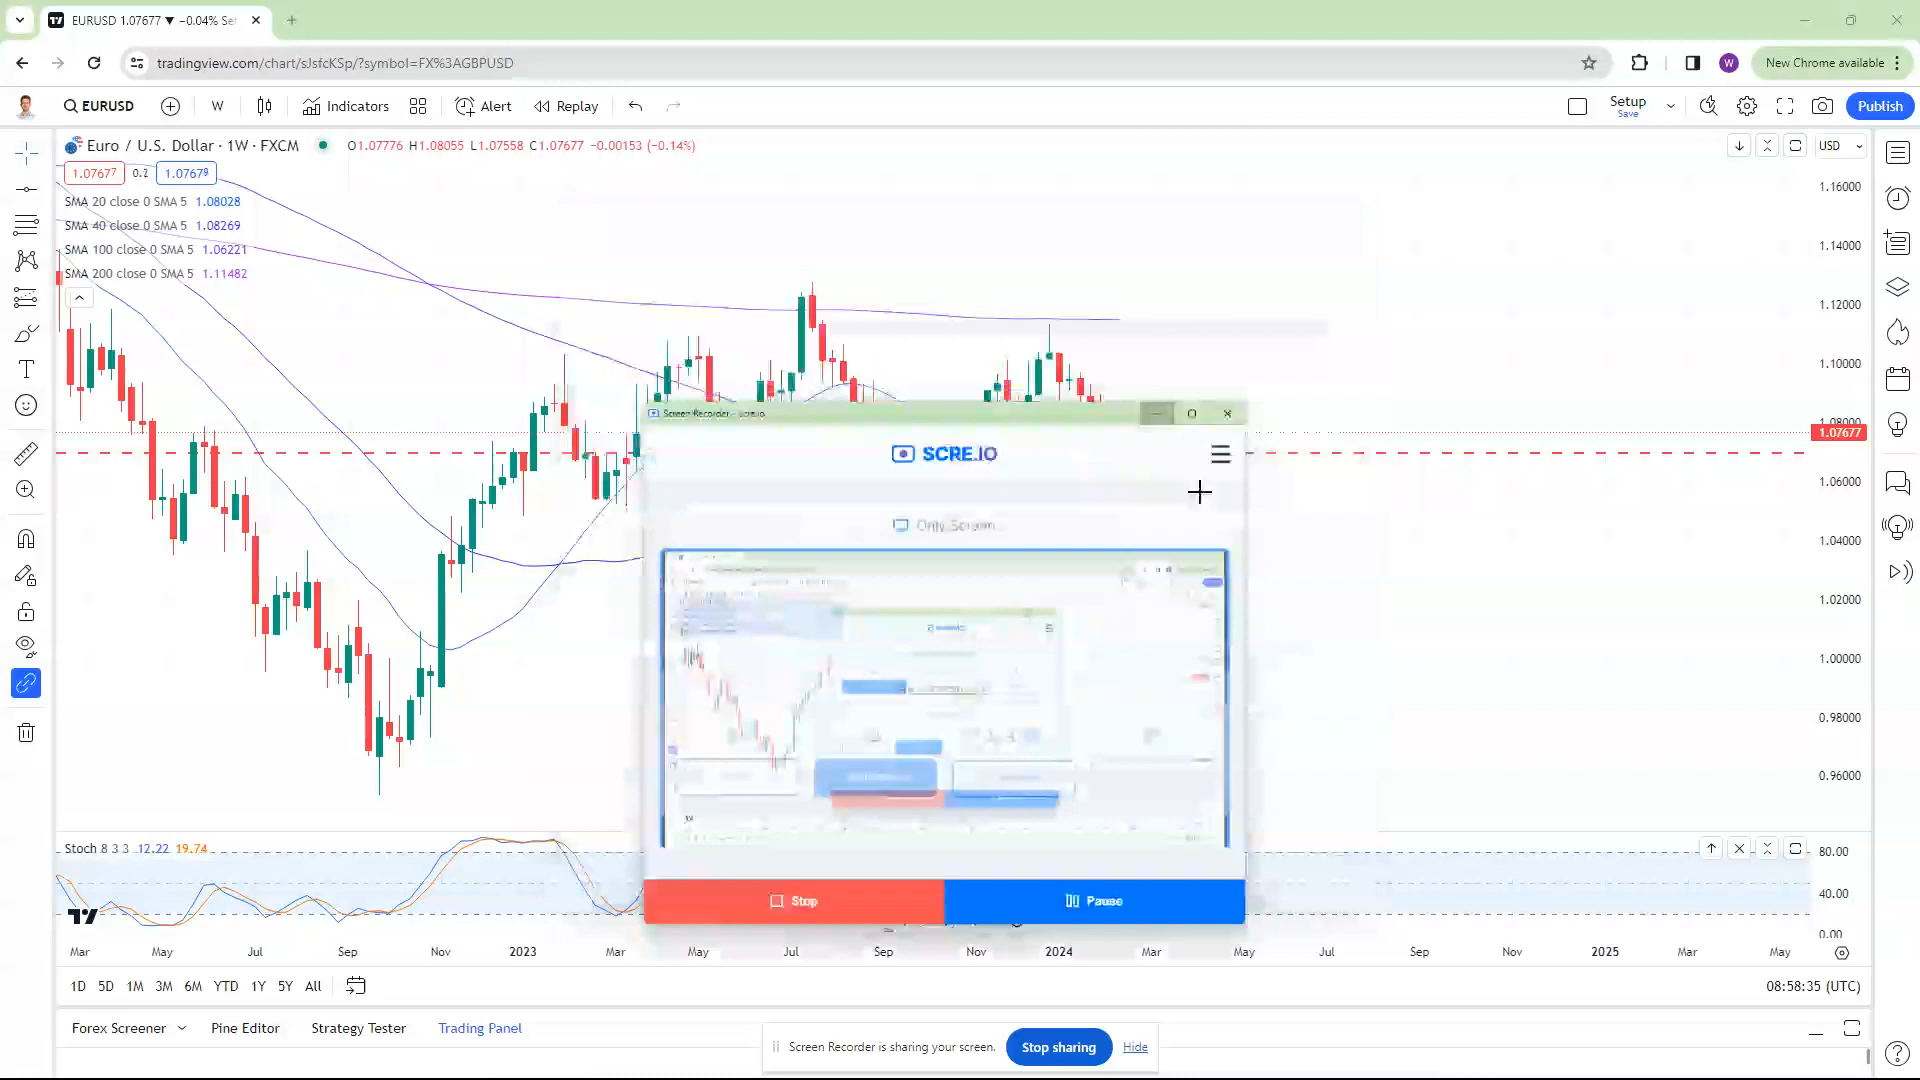 EURUSD 1.07677 ▼ −0.04% Se
tradingview.com/chart/sJsfcKSp/?symbol=FX%3AGBPUSD
W
New Chrome available
EURUSD
W
Indicators
Alert
Replay
Setup
Save
Publish
Euro / U.S. Dollar · 1W · FXCM
O1.07776 H1.08055 L1.07558 C1.07677 −0.00153 (−0.14%)
USD
1.07677
0.2
1.07679
SMA 20 close 0 SMA 5 1.08028
SMA 40 close 0 SMA 5 1.08269
SMA 100 close 0 SMA 5 1.06221
SMA 200 close 0 SMA 5 1.11482
1.16000
1.14000
1.12000
1.10000
1.08000
1.07677
1.06000
1.04000
1.02000
1.00000
0.98000
0.96000
Screen Recorder - scre.io
SCRE.IO
Only Screen
Stop
Pause
Stoch 8 3 3 12.22 19.74
80.00
40.00
0.00
Mar May Jul Sep Nov 2023 Mar May Jul Sep Nov 2024 Mar May Jul Sep Nov 2025 Mar May
1D 5D 1M 3M 6M YTD 1Y 5Y All
08:58:35 (UTC)
Forex Screener
Pine Editor
Strategy Tester
Trading Panel
Screen Recorder is sharing your screen.
Stop sharing
Hide